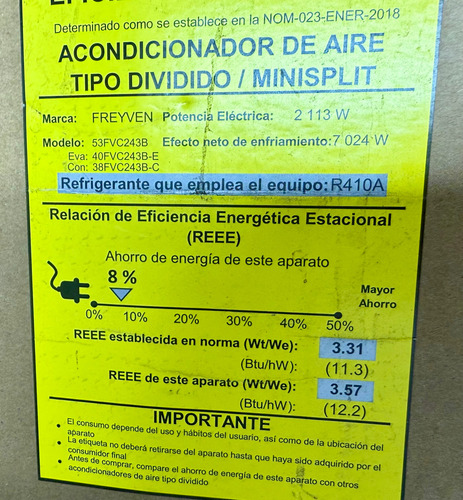 Determinado como se establece en la NOM-023-ENER-2018
ACONDICIONADOR DE AIRE
TIPO DIVIDIDO / MINISPLIT
Marca: FREYVEN Potencia Eléctrica: 2 113 W
Modelo: 53FVC243B Efecto neto de enfriamiento: 7 024 W
Eva: 40FVC243B-E
Con: 38FVC243B-C
Refrigerante que emplea el equipo: R410A
Relación de Eficiencia Energética Estacional
(REEE)
Ahorro de energía de este aparato
8 %
Mayor
Ahorro
0% 10% 20% 30% 40% 50%
REEE establecida en norma (Wt/We): 3.31
(Btu/hW): (11.3)
REEE de este aparato (Wt/We): 3.57
(Btu/hW): (12.2)
IMPORTANTE
• El consumo depende del uso y hábitos del usuario, así como de la ubicación del
aparato
• La etiqueta no deberá retirarse del aparato hasta que haya sido adquirido por el
consumidor final
• Antes de comprar, compare el ahorro de energía de este aparato con otros
acondicionadores de aire tipo dividido